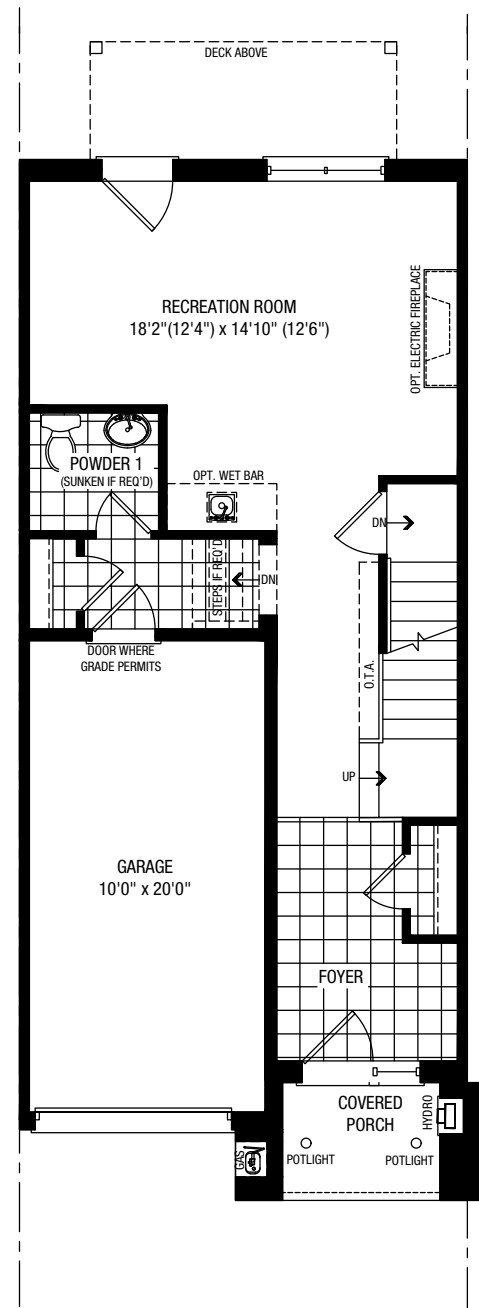 DECK ABOVE
RECREATION ROOM
18'2"(12'4") x 14'10" (12'6")
OPT. ELECTRIC FIREPLACE
POWDER 1
(SUNKEN IF REQ'D)
OPT. WET BAR
DN
STEPS IF REQ'D
DN
DOOR WHERE
GRADE PERMITS
O.T.A.
UP
GARAGE
10'0" x 20'0"
FOYER
COVERED
PORCH
HYDRO
GAS
POTLIGHT
POTLIGHT